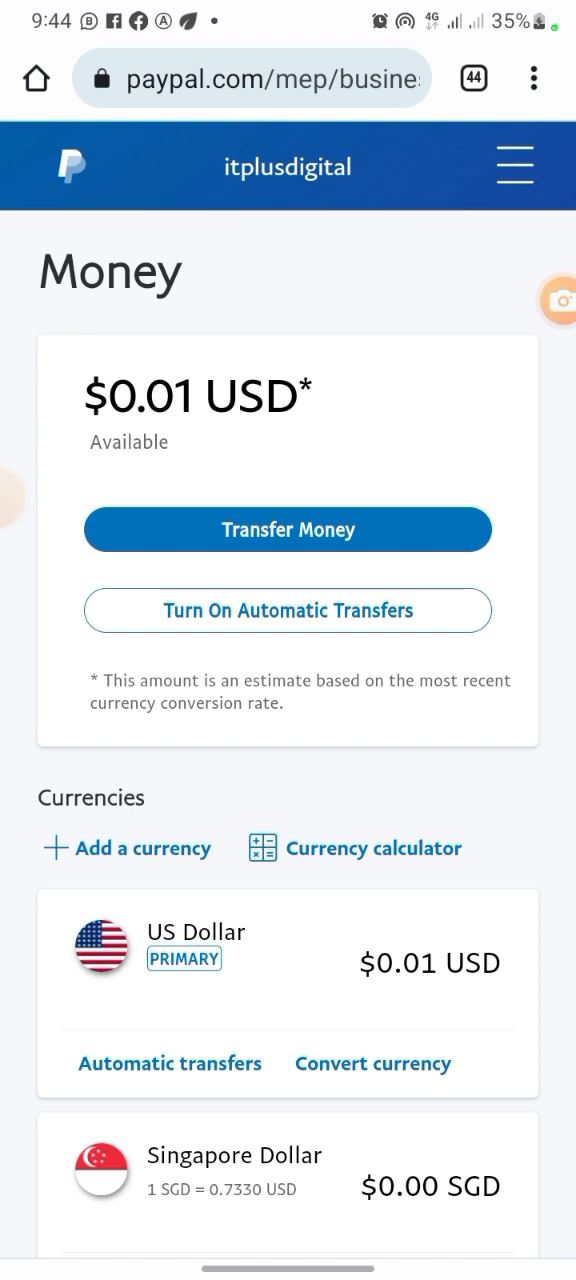 9:44
4G
35%
paypal.com/mep/busine
44
itplusdigital
Money
$0.01 USD*
Available
Transfer Money
Turn On Automatic Transfers
* This amount is an estimate based on the most recent
currency conversion rate.
Currencies
Add a currency
Currency calculator
US Dollar
PRIMARY
$0.01 USD
Automatic transfers
Convert currency
Singapore Dollar
1 SGD = 0.7330 USD
$0.00 SGD